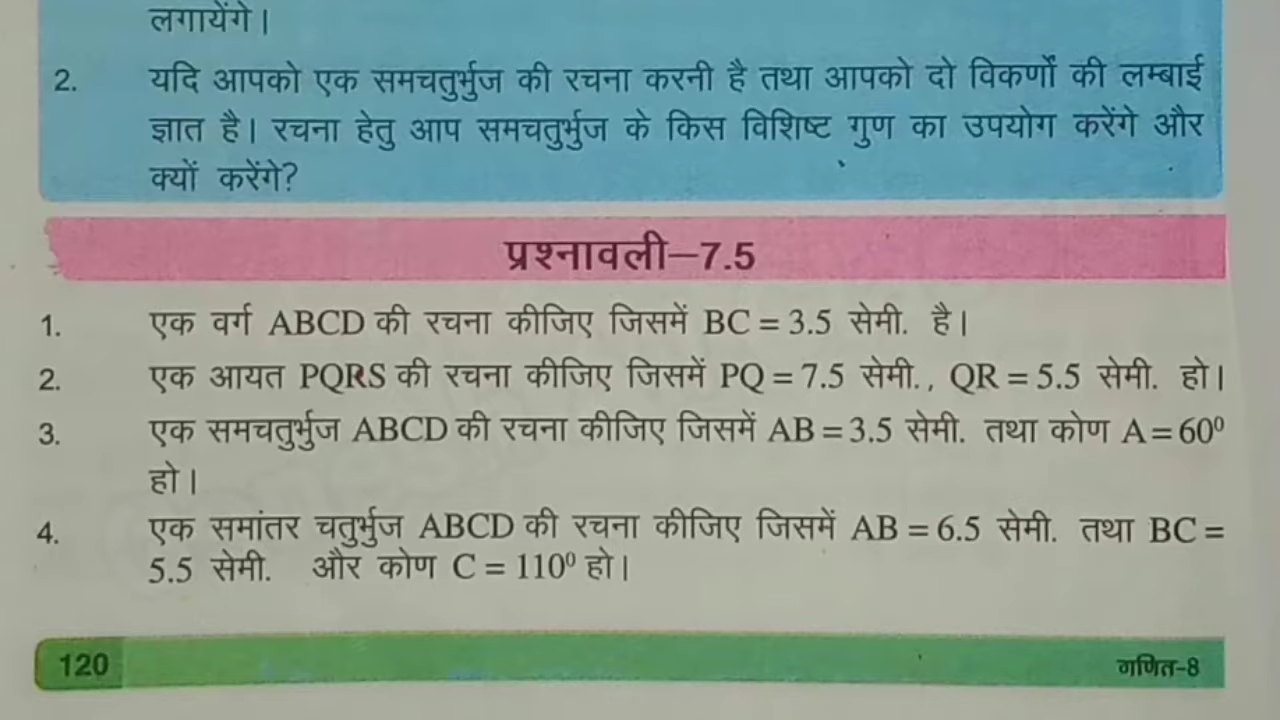 लगायेंगे।
2. यदि आपको एक समचतुर्भुज की रचना करनी है तथा आपको दो विकर्णों की लम्बाई
ज्ञात है। रचना हेतु आप समचतुर्भुज के किस विशिष्ट गुण का उपयोग करेंगे और
क्यों करेंगे?
प्रश्नावली–7.5
1. एक वर्ग ABCD की रचना कीजिए जिसमें BC = 3.5 सेमी. है।
2. एक आयत PQRS की रचना कीजिए जिसमें PQ = 7.5 सेमी., QR = 5.5 सेमी. हो।
3. एक समचतुर्भुज ABCD की रचना कीजिए जिसमें AB = 3.5 सेमी. तथा कोण A = 60⁰
हो।
4. एक समांतर चतुर्भुज ABCD की रचना कीजिए जिसमें AB = 6.5 सेमी. तथा BC =
5.5 सेमी. और कोण C = 110⁰ हो।
120 गणित-8